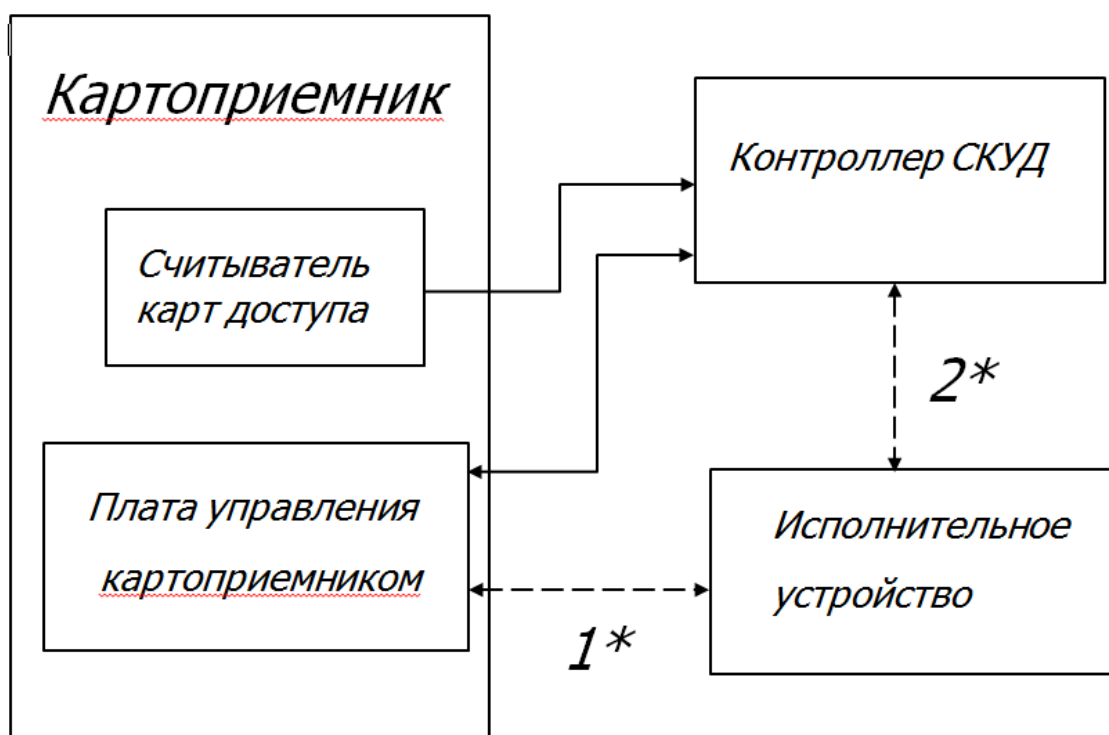 Картоприемник
Контроллер СКУД
Считыватель
карт доступа
2*
Плата управления
картоприемником
Исполнительное
устройство
1*